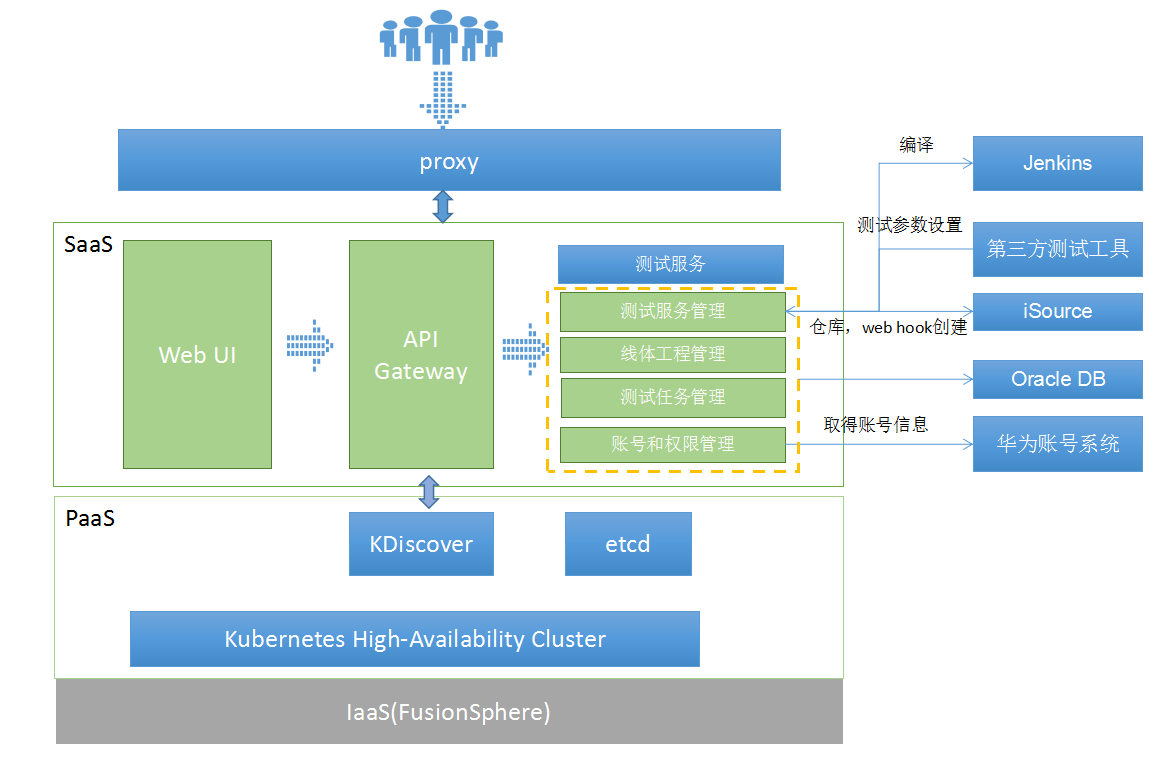 proxy
编译
Jenkins
SaaS
测试参数设置
第三方测试工具
测试服务
Web UI
API
Gateway
测试服务管理
iSource
仓库，web hook创建
线体工程管理
Oracle DB
测试任务管理
取得账号信息
账号和权限管理
华为账号系统
PaaS
KDiscover
etcd
Kubernetes High-Availability Cluster
IaaS(FusionSphere)